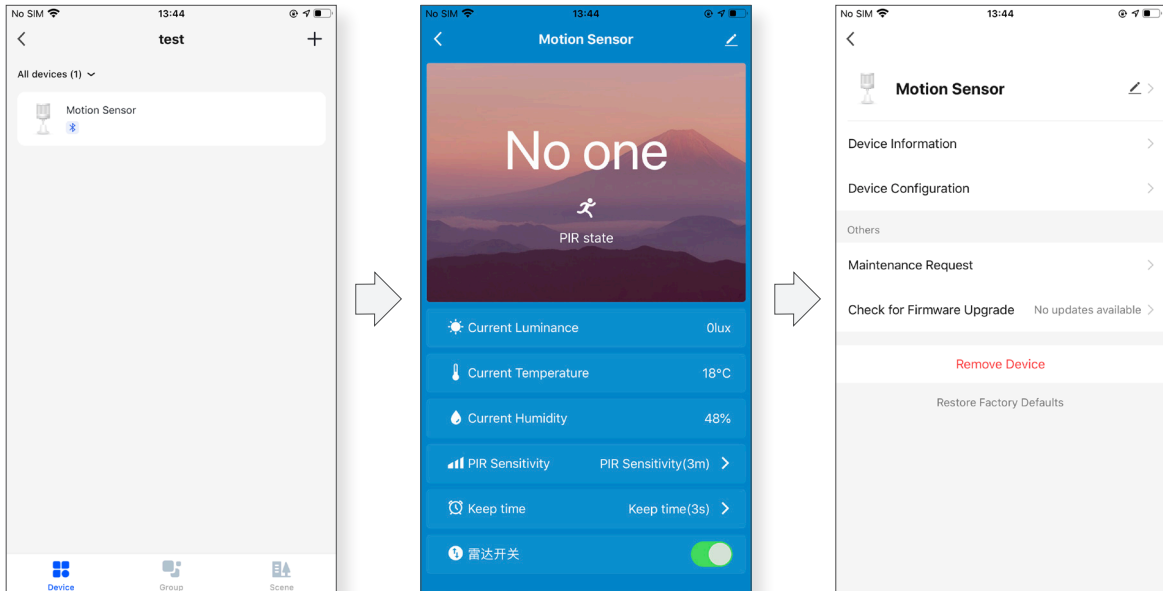 No SIM 13:44
test
All devices (1)
Motion Sensor
Device Group Scene
No SIM 13:44
Motion Sensor
No one
PIR state
Current Luminance 0lux
Current Temperature 18°C
Current Humidity 48%
PIR Sensitivity PIR Sensitivity(3m)
Keep time Keep time(3s)
雷达开关
No SIM 13:44
Motion Sensor
Device Information
Device Configuration
Others
Maintenance Request
Check for Firmware Upgrade No updates available
Remove Device
Restore Factory Defaults